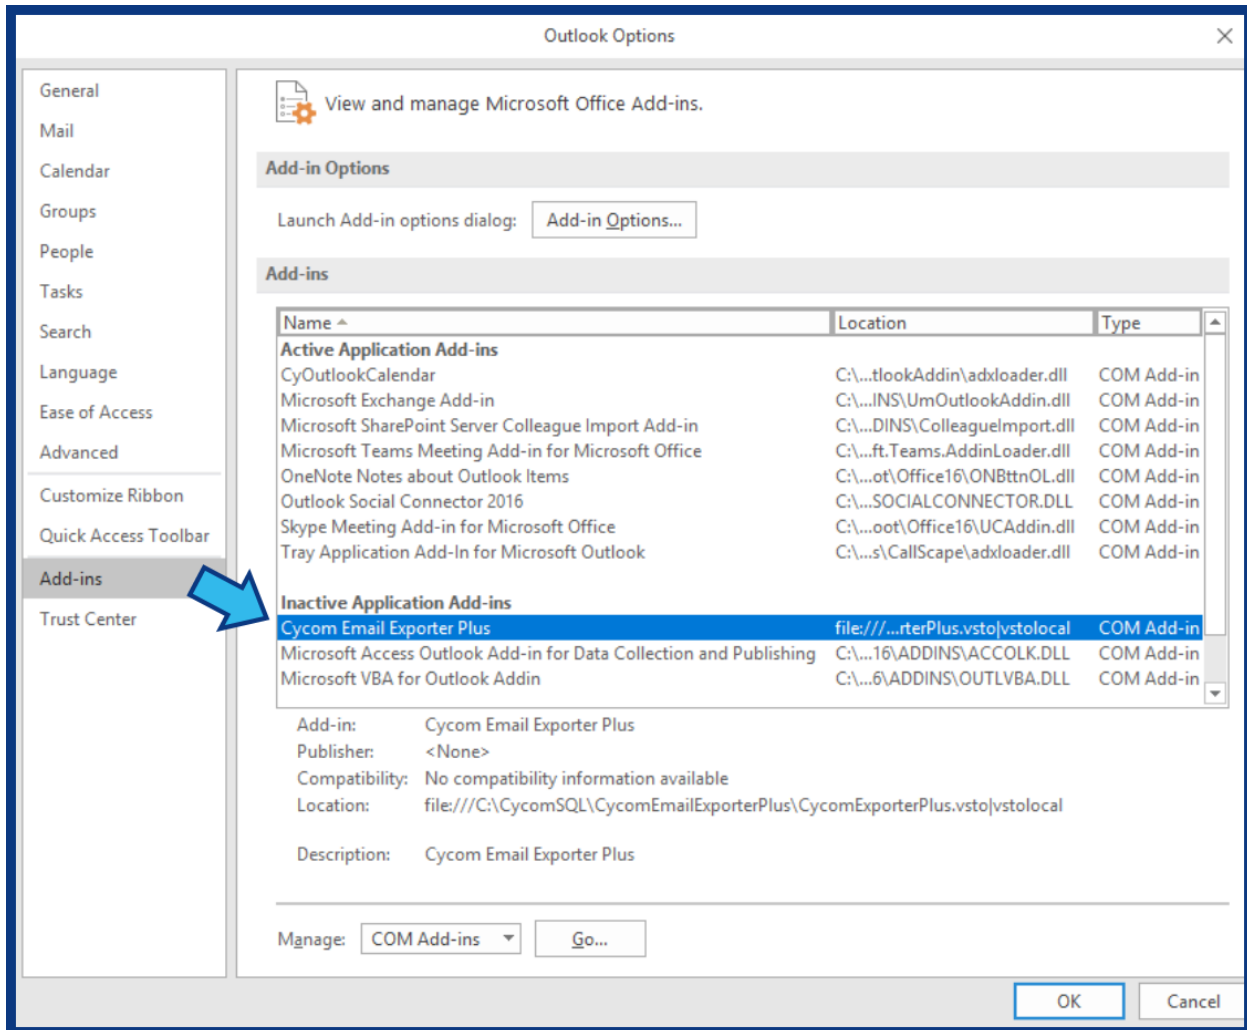 Outlook Options
General
Mail
Calendar
Groups
People
Tasks
Search
Language
Ease of Access
Advanced
Customize Ribbon
Quick Access Toolbar
Add-ins
Trust Center
View and manage Microsoft Office Add-ins.
Add-in Options
Launch Add-in options dialog: Add-in Options...
Add-ins
Name Location Type
Active Application Add-ins
CyOutlookCalendar C:\...tlookAddin\adxloader.dll COM Add-in
Microsoft Exchange Add-in C:\...INS\UmOutlookAddin.dll COM Add-in
Microsoft SharePoint Server Colleague Import Add-in C:\...DINS\ColleagueImport.dll COM Add-in
Microsoft Teams Meeting Add-in for Microsoft Office C:\...ft.Teams.AddinLoader.dll COM Add-in
OneNote Notes about Outlook Items C:\...ot\Office16\ONBttnOL.dll COM Add-in
Outlook Social Connector 2016 C:\...SOCIALCONNECTOR.DLL COM Add-in
Skype Meeting Add-in for Microsoft Office C:\...oot\Office16\UCAddin.dll COM Add-in
Tray Application Add-In for Microsoft Outlook C:\...s\CallScape\adxloader.dll COM Add-in
Inactive Application Add-ins
Cycom Email Exporter Plus file:///...rterPlus.vsto|vstolocal COM Add-in
Microsoft Access Outlook Add-in for Data Collection and Publishing C:\...16\ADDINS\ACCOLK.DLL COM Add-in
Microsoft VBA for Outlook Addin C:\...6\ADDINS\OUTLVBA.DLL COM Add-in
Add-in: Cycom Email Exporter Plus
Publisher: <None>
Compatibility: No compatibility information available
Location: file:///C:\CycomSQL\CycomEmailExporterPlus\CycomExporterPlus.vsto|vstolocal
Description: Cycom Email Exporter Plus
Manage: COM Add-ins Go...
OK Cancel